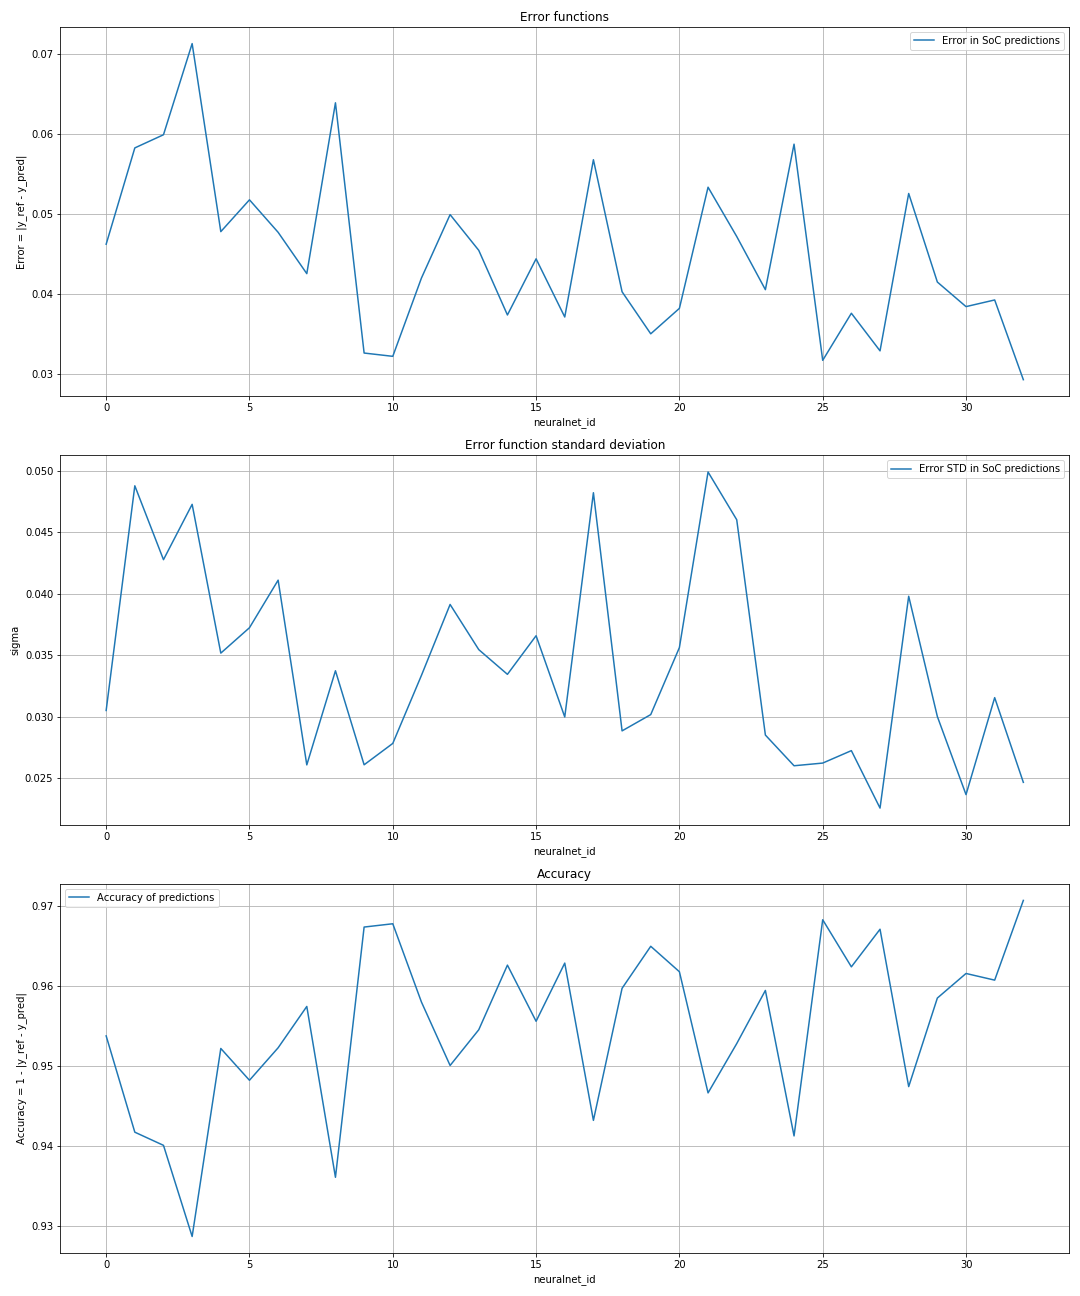 Error functions
Error in SoC predictions
Error = |y_ref - y_pred|
0.07
0.06
0.05
0.04
0.03
0 5 10 15 20 25 30
neuralnet_id
Error function standard deviation
Error STD in SoC predictions
sigma
0.050
0.045
0.040
0.035
0.030
0.025
0 5 10 15 20 25 30
neuralnet_id
Accuracy
Accuracy of predictions
Accuracy = 1 - |y_ref - y_pred|
0.97
0.96
0.95
0.94
0.93
0 5 10 15 20 25 30
neuralnet_id